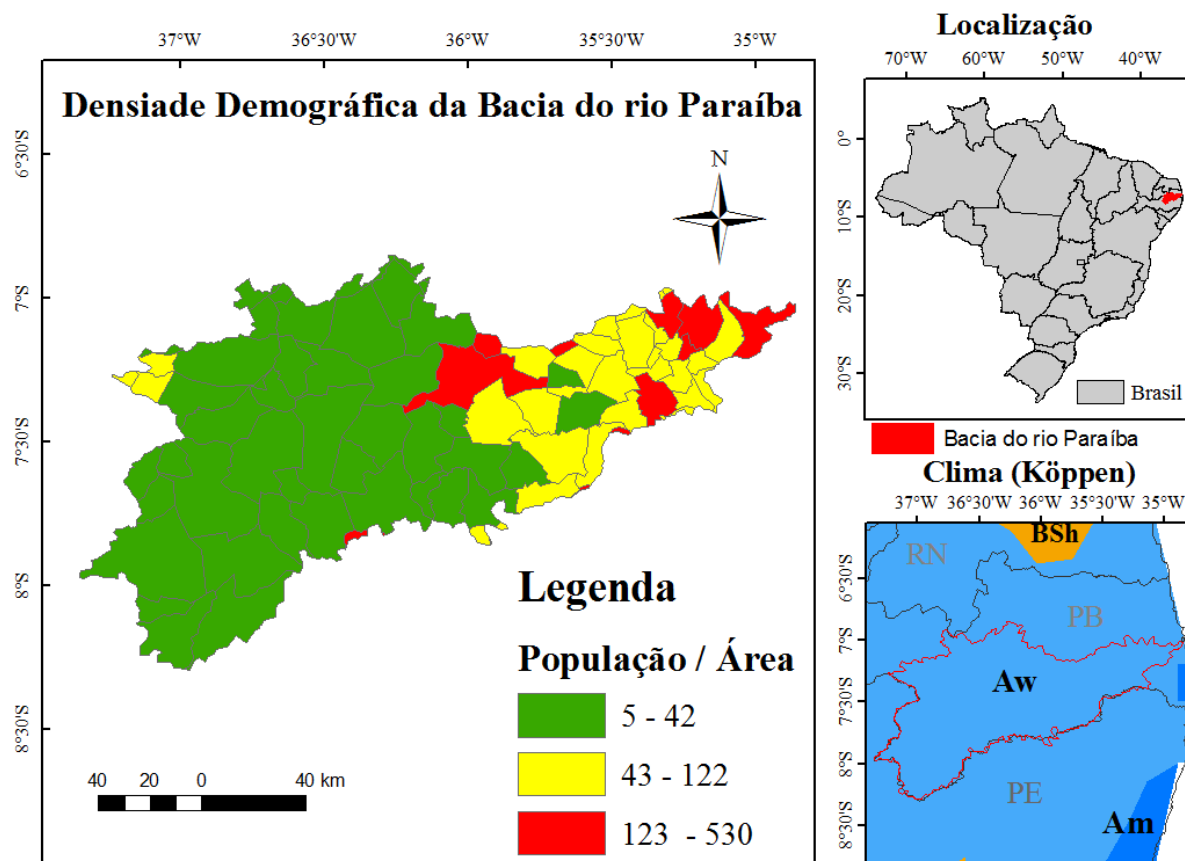 37°W 36°30'W 36°W 35°30'W 35°W
Densiade Demográfica da Bacia do rio Paraíba
N
6°30'S
7°S
7°30'S
8°S
8°30'S
Legenda
População / Área
5 - 42
43 - 122
123 - 530
40 20 0 40 km
Localização
70°W 60°W 50°W 40°W
0°
10°S
20°S
30°S
Brasil
Bacia do rio Paraíba
Clima (Köppen)
37°W 36°30'W 36°W 35°30'W 35°W
BSh
RN
6°30'S
PB
7°S
Aw
7°30'S
8°S
PE
Am
8°30'S